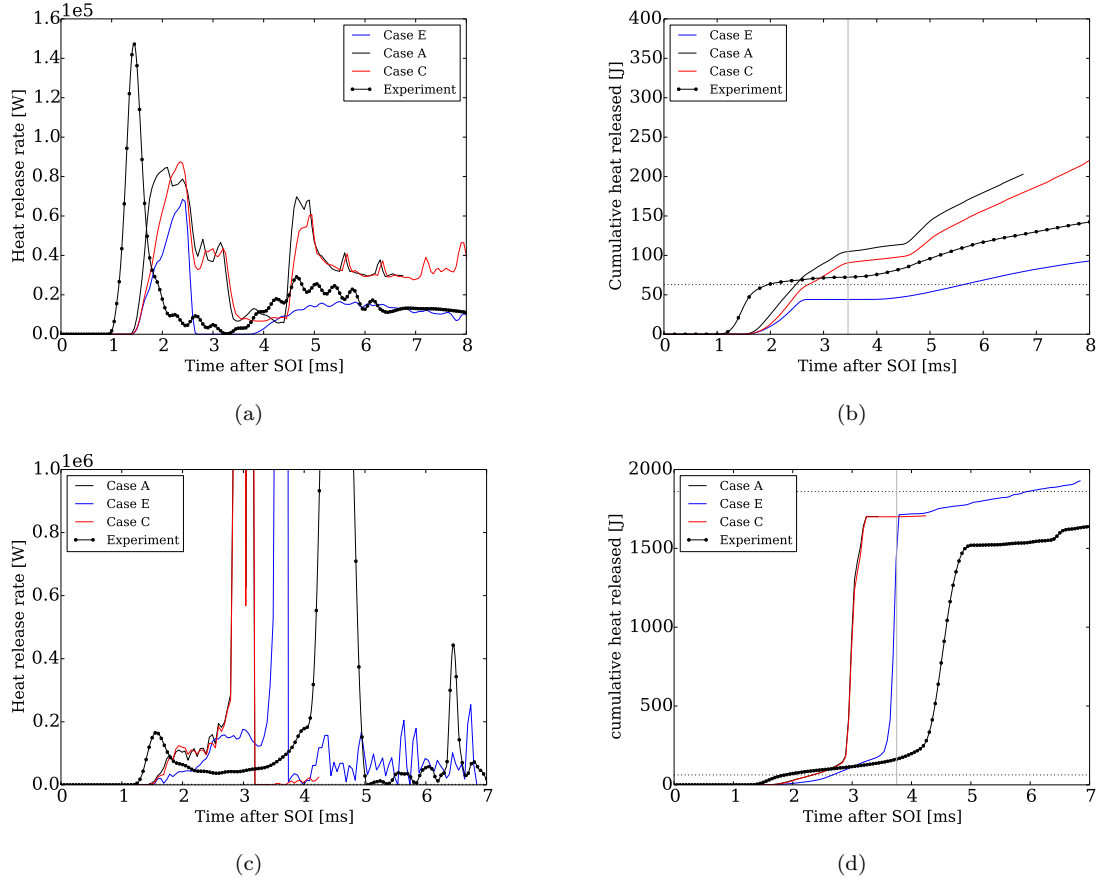 1.6 1e5
1.4
1.2
1.0
0.8
0.6
0.4
0.2
0.0
0 1 2 3 4 5 6 7 8
Heat release rate [W]
Time after SOI [ms]
Case E
Case A
Case C
Experiment
(a)
400
350
300
250
200
150
100
50
0
0 1 2 3 4 5 6 7 8
Cumulative heat released [J]
Time after SOI [ms]
Case E
Case A
Case C
Experiment
(b)
1.0 1e6
0.8
0.6
0.4
0.2
0.0
0 1 2 3 4 5 6 7
Heat release rate [W]
Time after SOI [ms]
Case A
Case E
Case C
Experiment
(c)
2000
1500
1000
500
0
0 1 2 3 4 5 6 7
cumulative heat released [J]
Time after SOI [ms]
Case A
Case E
Case C
Experiment
(d)